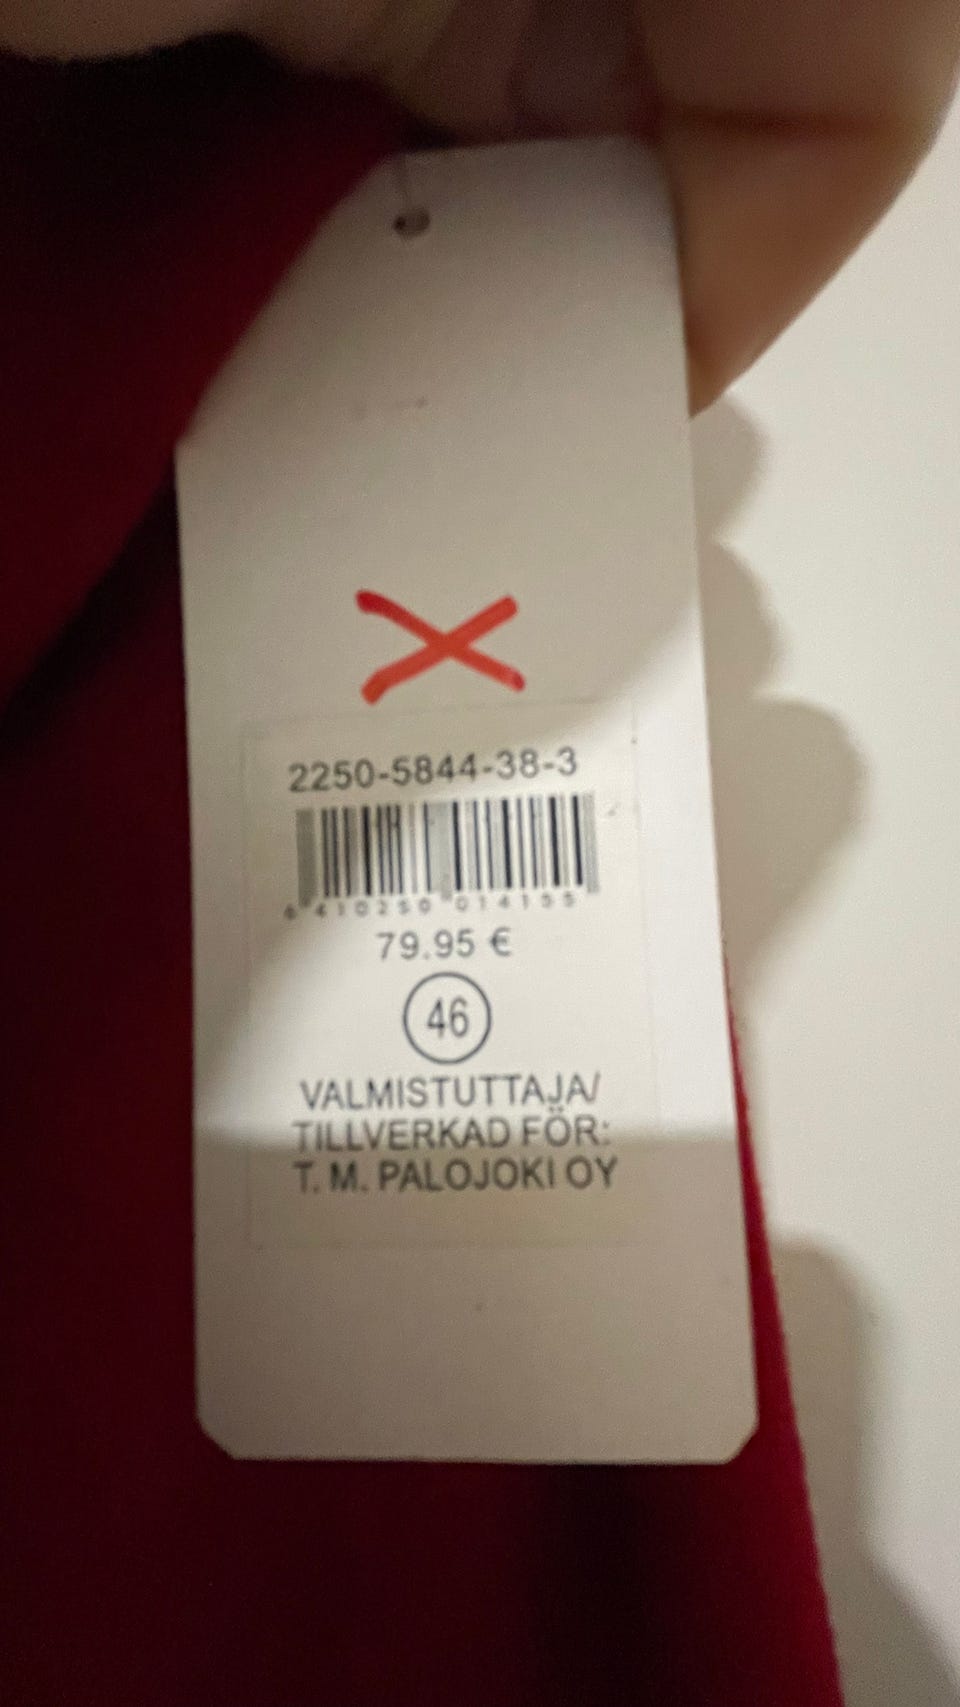 2250-5844-38-3
6 410250 014155
79.95 €
46
VALMISTUTTAJA/
TILLVERKAD FÖR:
T. M. PALOJOKI OY